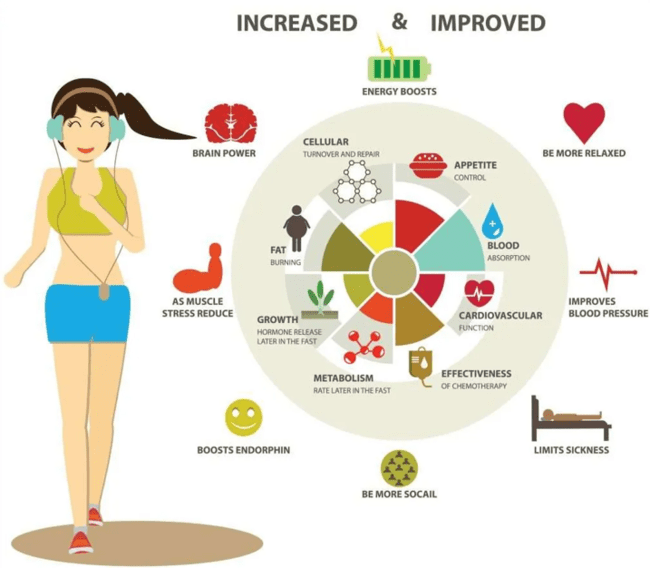 INCREASED & IMPROVED
ENERGY BOOSTS
BRAIN POWER
BE MORE RELAXED
CELLULAR
TURNOVER AND REPAIR
APPETITE
CONTROL
FAT
BURNING
BLOOD
ABSORPTION
AS MUSCLE
STRESS REDUCE
IMPROVES
BLOOD PRESSURE
GROWTH
HORMONE RELEASE
LATER IN THE FAST
CARDIOVASCULAR
FUNCTION
METABOLISM
RATE LATER IN THE FAST
EFFECTIVENESS
OF CHEMOTHERAPY
BOOSTS ENDORPHIN
LIMITS SICKNESS
BE MORE SOCAIL